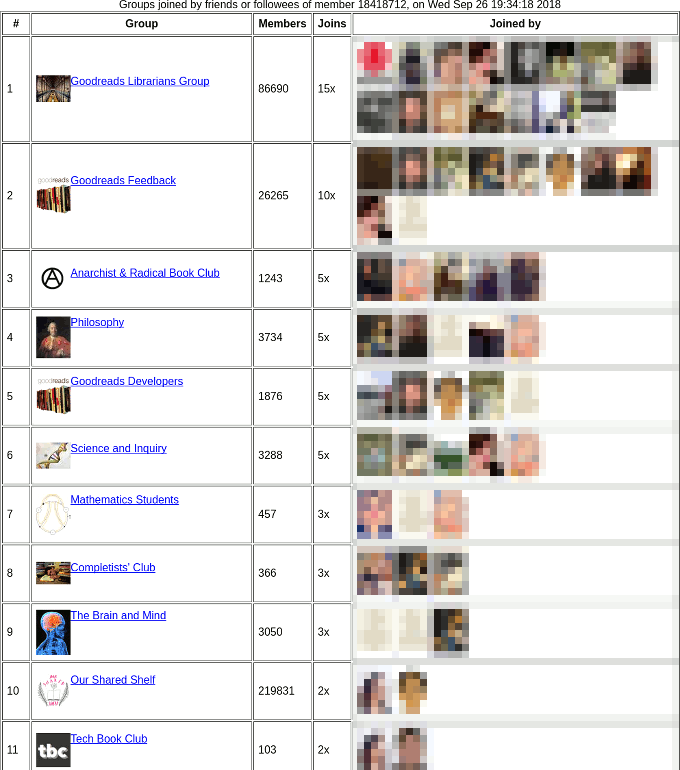 Groups joined by friends or followees of member 18418712, on Wed Sep 26 19:34:18 2018
# Group Members Joins Joined by
1 Goodreads Librarians Group 86690 15x
2 goodreads Goodreads Feedback 26265 10x
3 Anarchist & Radical Book Club 1243 5x
4 Philosophy 3734 5x
5 goodreads Goodreads Developers 1876 5x
6 Science and Inquiry 3288 5x
7 Mathematics Students 457 3x
8 Completists' Club 366 3x
9 The Brain and Mind 3050 3x
10 Our Shared Shelf 219831 2x
11 tbc Tech Book Club 103 2x